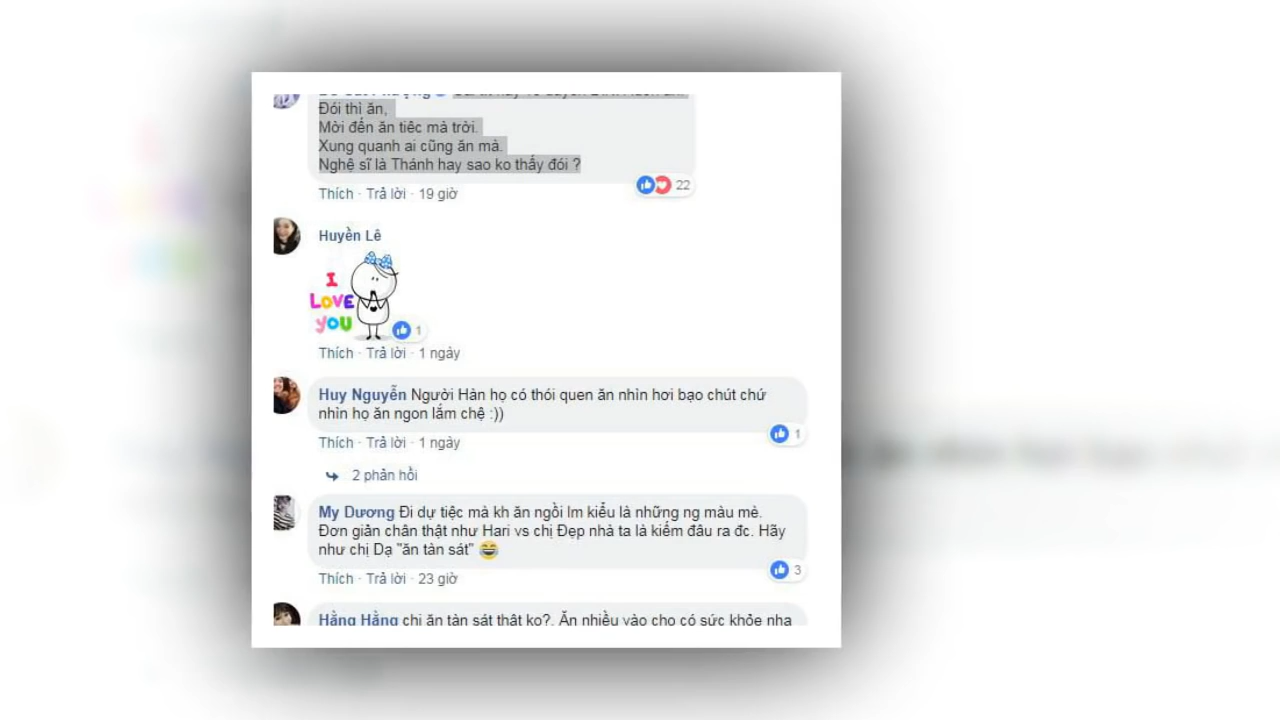 Đói thì ăn,
Mời đến ăn tiệc mà trời.
Xung quanh ai cũng ăn mà.
Nghệ sĩ là Thánh hay sao ko thấy đói ?
22
Thích · Trả lời · 19 giờ
Huyền Lê
I
LOVE
YOU
1
Thích · Trả lời · 1 ngày
Huy Nguyễn Người Hàn họ có thói quen ăn nhìn hơi bạo chút chứ
nhìn họ ăn ngon lắm chệ :))
1
Thích · Trả lời · 1 ngày
2 phản hồi
My Dương Đi dự tiệc mà kh ăn ngồi lm kiểu là những ng màu mè.
Đơn giản chân thật như Hari vs chị Đẹp nhà ta là kiếm đâu ra đc. Hãy
như chị Dạ "ăn tàn sát" 😂
3
Thích · Trả lời · 23 giờ
Hằng Hằng chị ăn tàn sát thật ko?. Ăn nhiều vào cho có sức khỏe nha